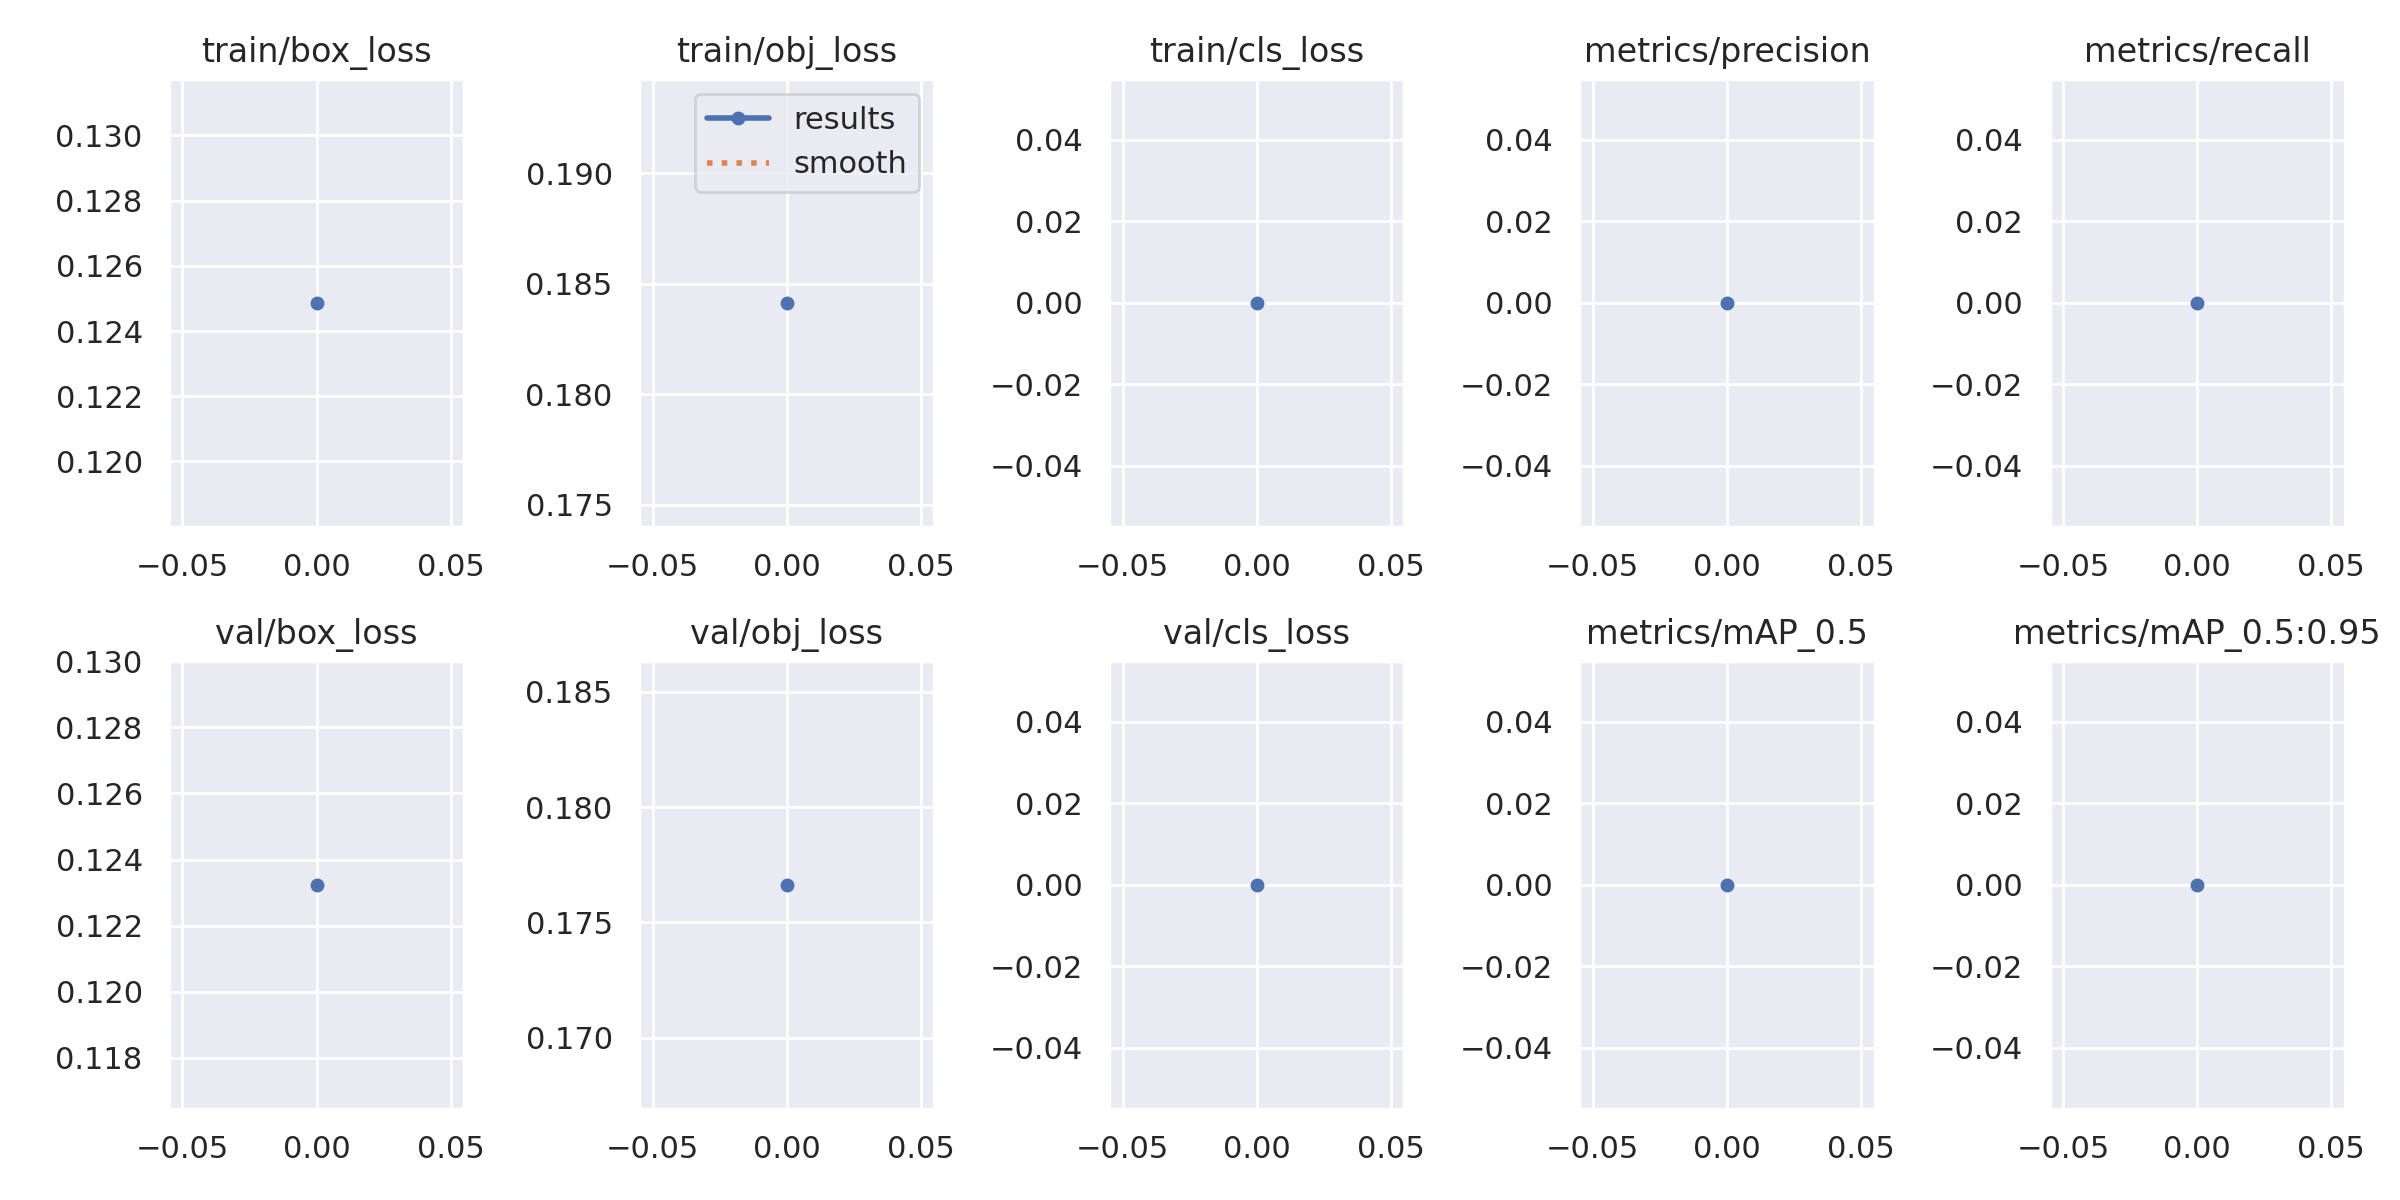 train/box_loss
0.130
0.128
0.126
0.124
0.122
0.120
−0.05 0.00 0.05
train/obj_loss
results
smooth
0.190
0.185
0.180
0.175
−0.05 0.00 0.05
train/cls_loss
0.04
0.02
0.00
−0.02
−0.04
−0.05 0.00 0.05
metrics/precision
0.04
0.02
0.00
−0.02
−0.04
−0.05 0.00 0.05
metrics/recall
0.04
0.02
0.00
−0.02
−0.04
−0.05 0.00 0.05
val/box_loss
0.130
0.128
0.126
0.124
0.122
0.120
0.118
−0.05 0.00 0.05
val/obj_loss
0.185
0.180
0.175
0.170
−0.05 0.00 0.05
val/cls_loss
0.04
0.02
0.00
−0.02
−0.04
−0.05 0.00 0.05
metrics/mAP_0.5
0.04
0.02
0.00
−0.02
−0.04
−0.05 0.00 0.05
metrics/mAP_0.5:0.95
0.04
0.02
0.00
−0.02
−0.04
−0.05 0.00 0.05